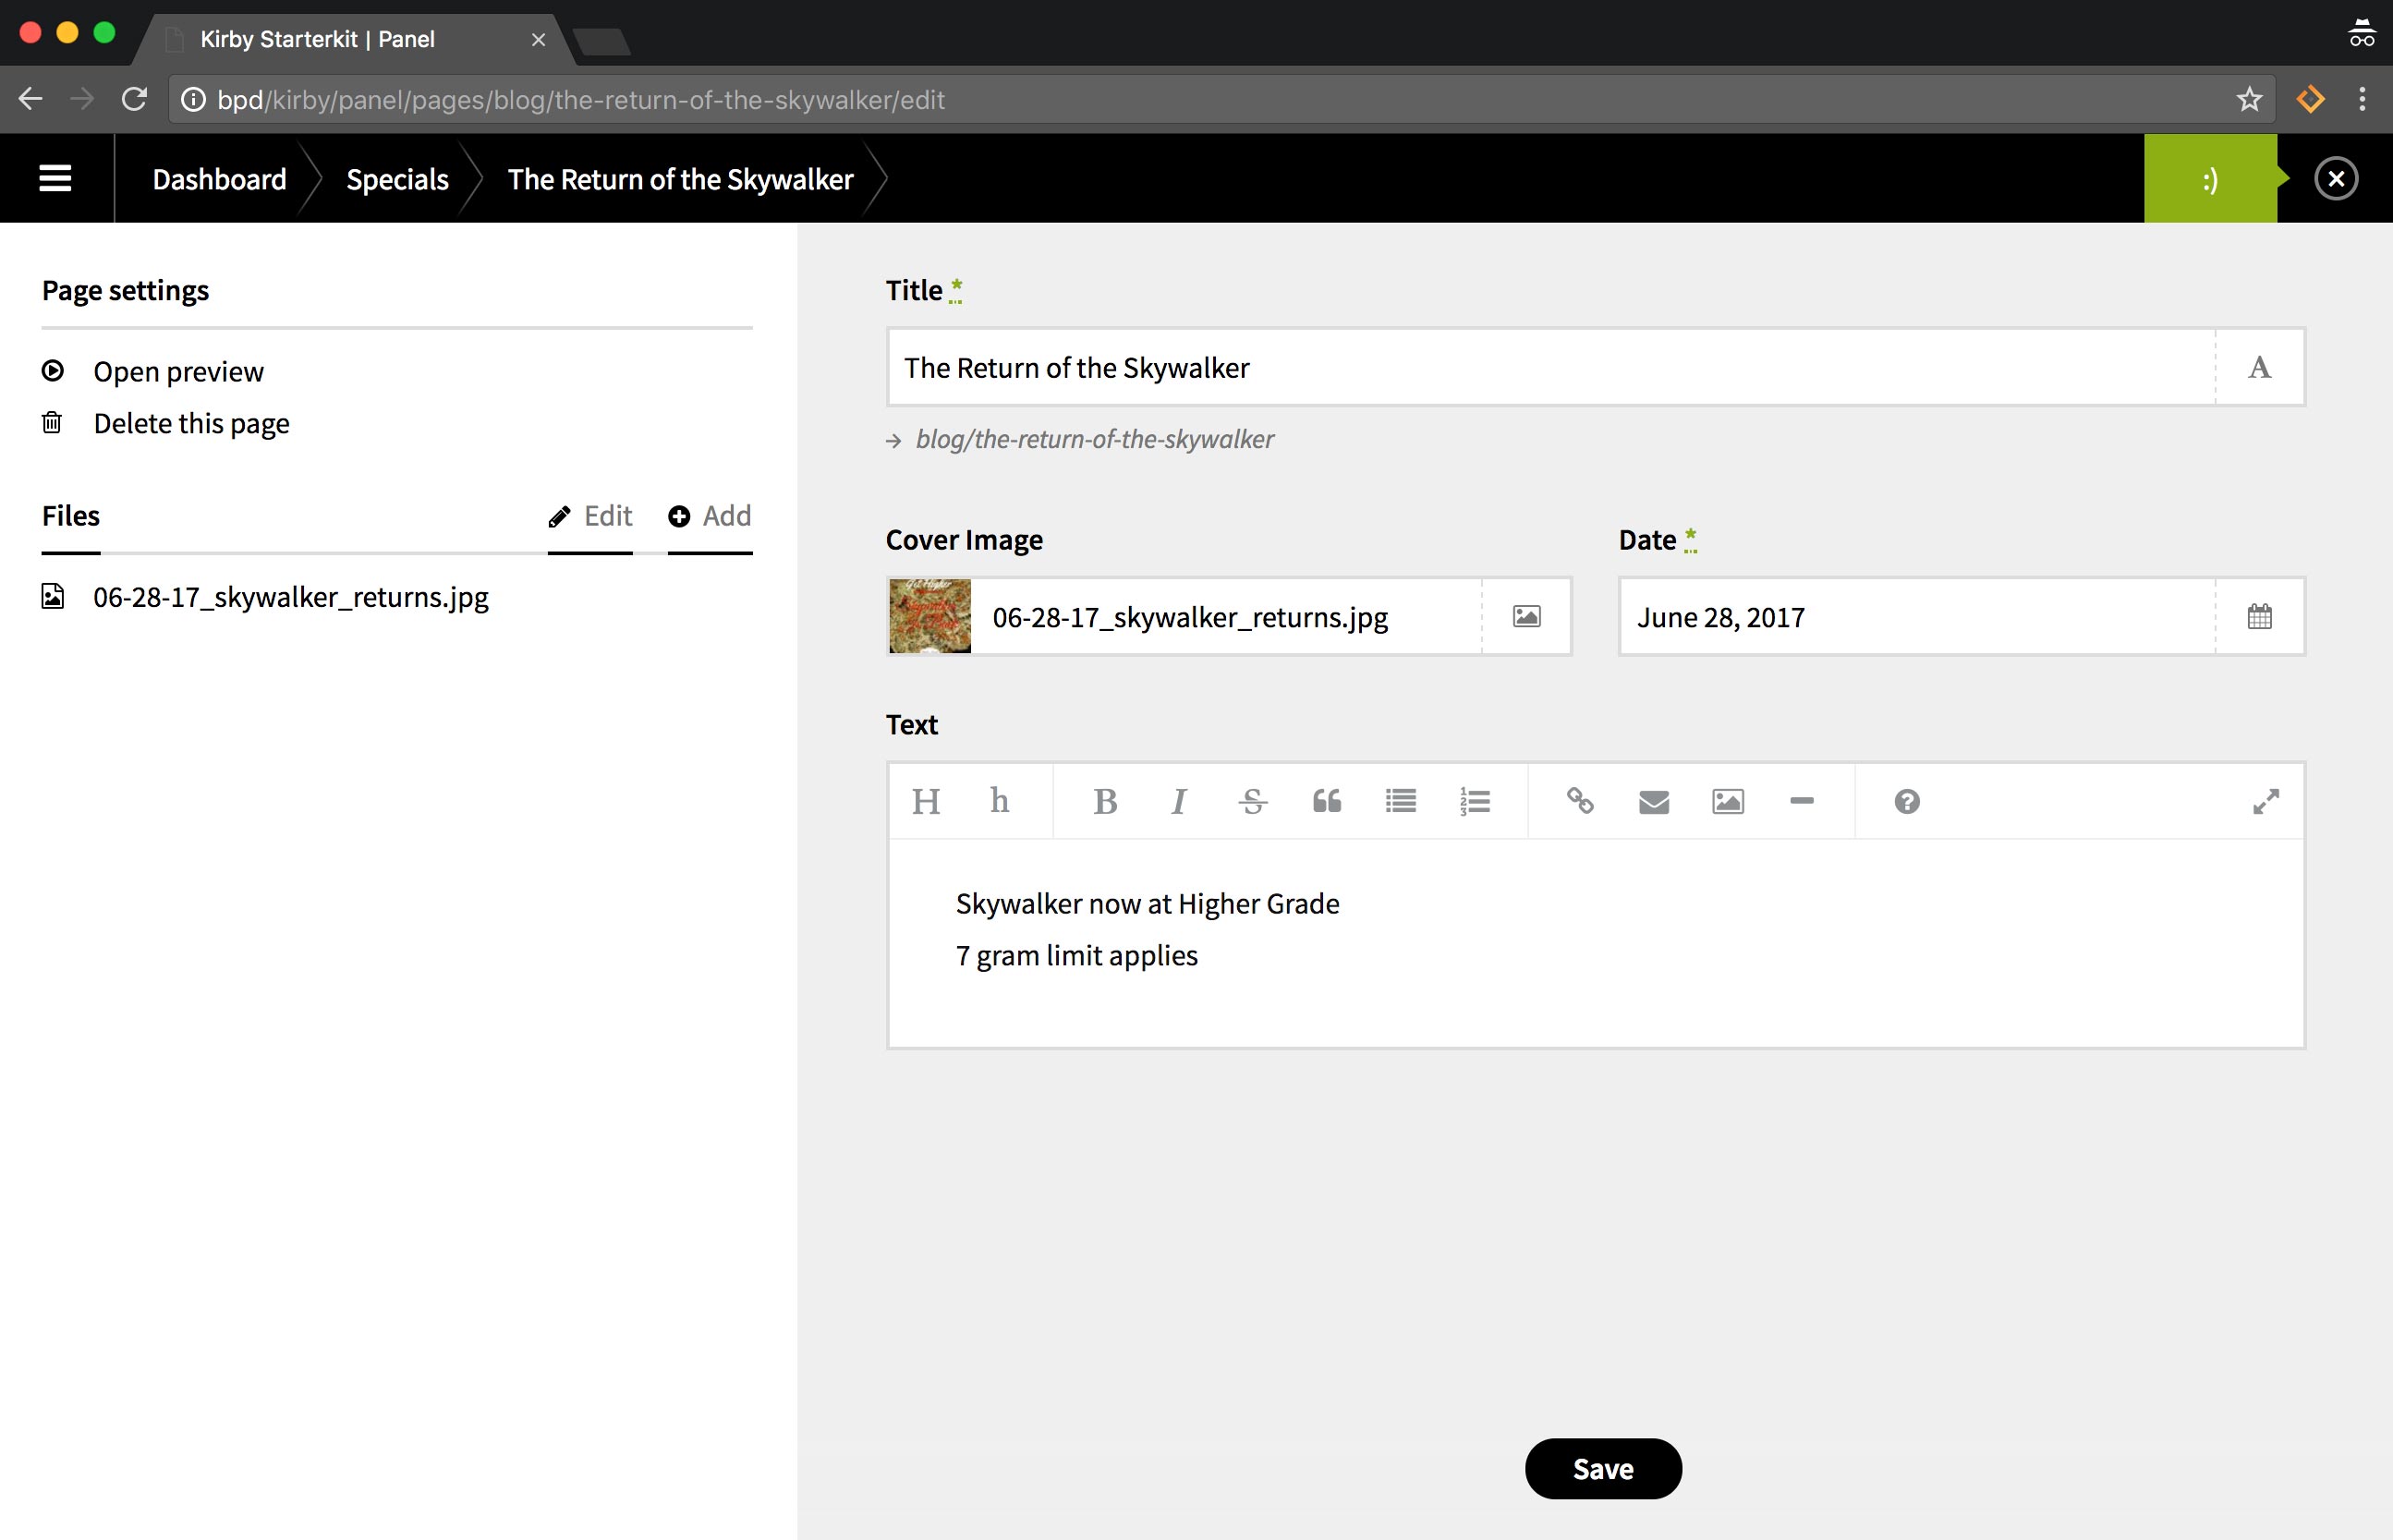 Kirby Starterkit | Panel
bpd/kirby/panel/pages/blog/the-return-of-the-skywalker/edit
Dashboard Specials The Return of the Skywalker :)
Page settings
Open preview
Delete this page
Files Edit Add
06-28-17_skywalker_returns.jpg
Title *
The Return of the Skywalker A
→ blog/the-return-of-the-skywalker
Cover Image Date *
06-28-17_skywalker_returns.jpg June 28, 2017
Text
H h B I S
Skywalker now at Higher Grade
7 gram limit applies
Save